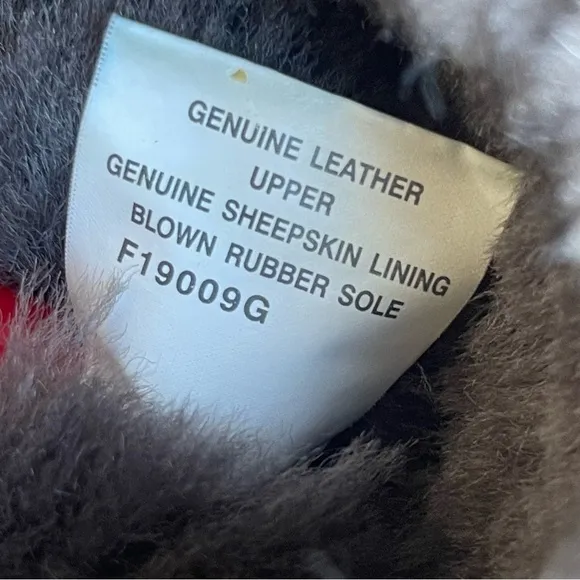 GENUINE LEATHER
UPPER
GENUINE SHEEPSKIN LINING
BLOWN RUBBER SOLE
F19009G